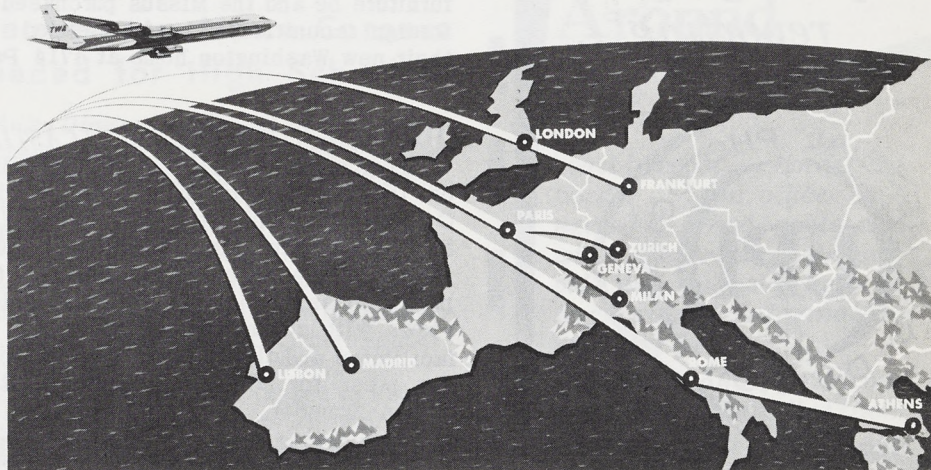 TWA
LONDON
FRANKFURT
PARIS
ZURICH
GENEVA
MILAN
LISBON
MADRID
ROME
ATHENS